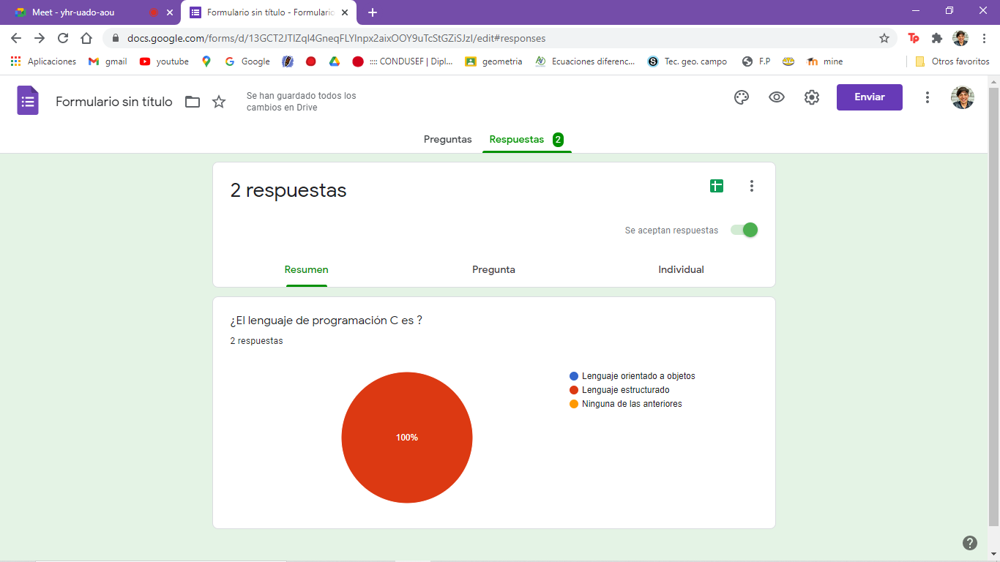 Meet - yhr-uado-aou
Formulario sin título - Formulario
docs.google.com/forms/d/13GCT2JTIZqI4GneqFLYlnpx2aixOOY9uTcStGZiSJzI/edit#responses
Aplicaciones gmail youtube Google :::: CONDUSEF | Dipl... geometria Ecuaciones diferenc... Tec. geo. campo F.P mine Otros favoritos
Formulario sin título
Se han guardado todos los
cambios en Drive
Enviar
Preguntas Respuestas 2
2 respuestas
Se aceptan respuestas
Resumen Pregunta Individual
¿El lenguaje de programación C es ?
2 respuestas
100%
Lenguaje orientado a objetos
Lenguaje estructurado
Ninguna de las anteriores